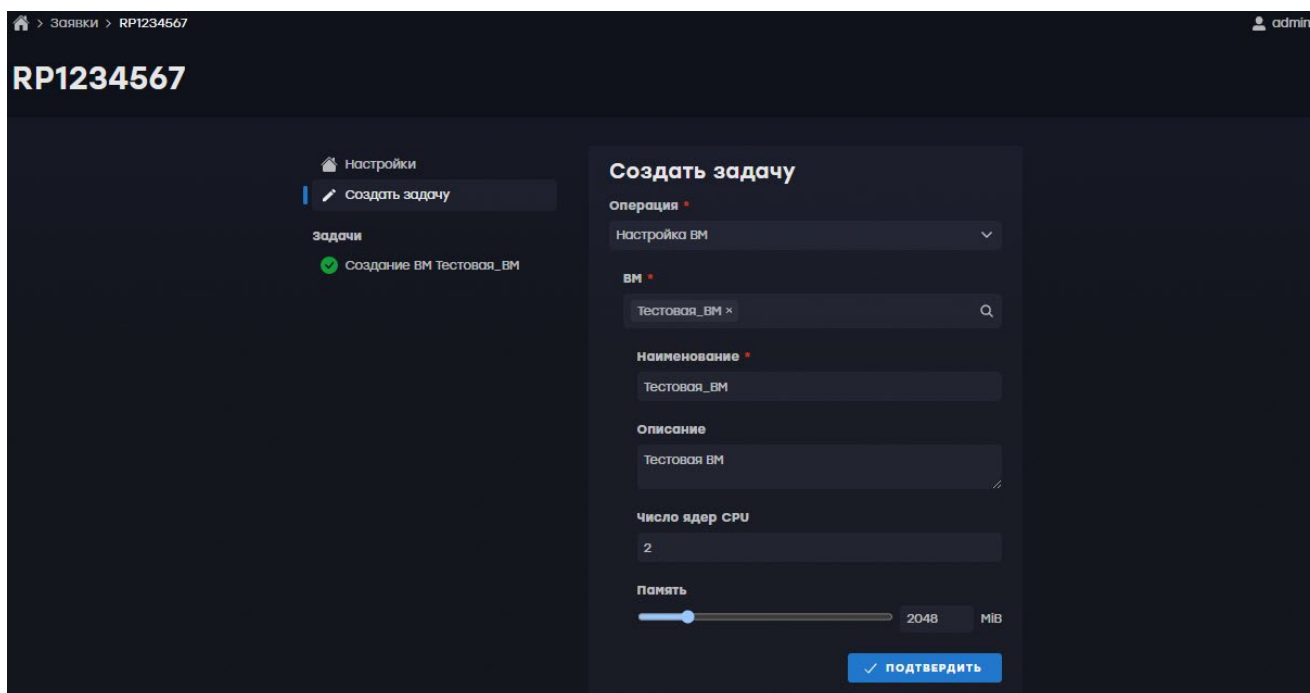 > Заявки > RP1234567
admin
RP1234567
Настройки
Создать задачу
Задачи
Создание ВМ Тестовая_ВМ
Создать задачу
Операция *
Настройка ВМ
ВМ *
Тестовая_ВМ ×
Наименование *
Тестовая_ВМ
Описание
Тестовая ВМ
Число ядер CPU
2
Память
2048 MiB
ПОДТВЕРДИТЬ